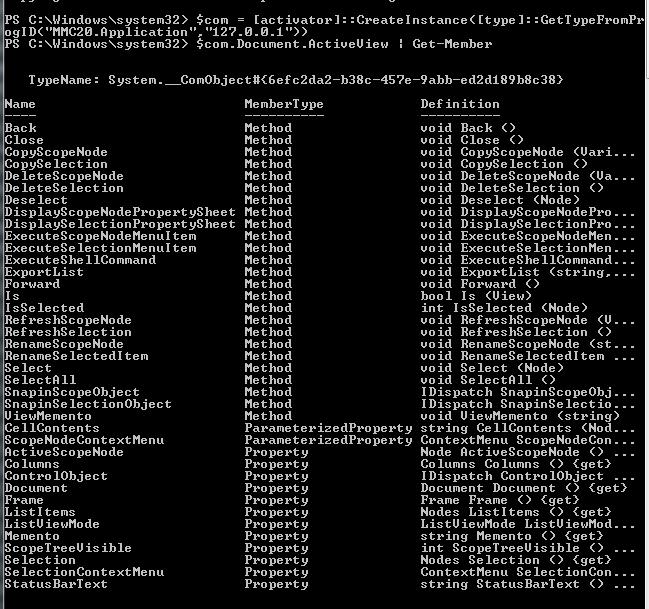 PS C:\Windows\system32> $com = [activator]::CreateInstance([type]::GetTypeFromPr
ogID("MMC20.Application","127.0.0.1"))
PS C:\Windows\system32> $com.Document.ActiveView | Get-Member
TypeName: System.__ComObject#{6efc2da2-b38c-457e-9abb-ed2d189b8c38}
Name MemberType Definition
---- ---------- ----------
Back Method void Back ()
Close Method void Close ()
CopyScopeNode Method void CopyScopeNode (Vari...
CopySelection Method void CopySelection ()
DeleteScopeNode Method void DeleteScopeNode (Va...
DeleteSelection Method void DeleteSelection ()
Deselect Method void Deselect (Node)
DisplayScopeNodePropertySheet Method void DisplayScopeNodePro...
DisplaySelectionPropertySheet Method void DisplaySelectionPro...
ExecuteScopeNodeMenuItem Method void ExecuteScopeNodeMen...
ExecuteSelectionMenuItem Method void ExecuteSelectionMen...
ExecuteShellCommand Method void ExecuteShellCommand...
ExportList Method void ExportList (string,...
Forward Method void Forward ()
Is Method bool Is (View)
IsSelected Method int IsSelected (Node)
RefreshScopeNode Method void RefreshScopeNode (V...
RefreshSelection Method void RefreshSelection ()
RenameScopeNode Method void RenameScopeNode (st...
RenameSelectedItem Method void RenameSelectedItem ...
Select Method void Select (Node)
SelectAll Method void SelectAll ()
SnapinScopeObject Method IDispatch SnapinScopeObj...
SnapinSelectionObject Method IDispatch SnapinSelectio...
ViewMemento Method void ViewMemento (string)
CellContents ParameterizedProperty string CellContents (Nod...
ScopeNodeContextMenu ParameterizedProperty ContextMenu ScopeNodeCon...
ActiveScopeNode Property Node ActiveScopeNode () ...
Columns Property Columns Columns () {get}
ControlObject Property IDispatch ControlObject ...
Document Property Document Document () {get}
Frame Property Frame Frame () {get}
ListItems Property Nodes ListItems () {get}
ListViewMode Property ListViewMode ListViewMod...
Memento Property string Memento () {get}
ScopeTreeVisible Property int ScopeTreeVisible () ...
Selection Property Nodes Selection () {get}
SelectionContextMenu Property ContextMenu SelectionCon...
StatusBarText Property string StatusBarText () ...